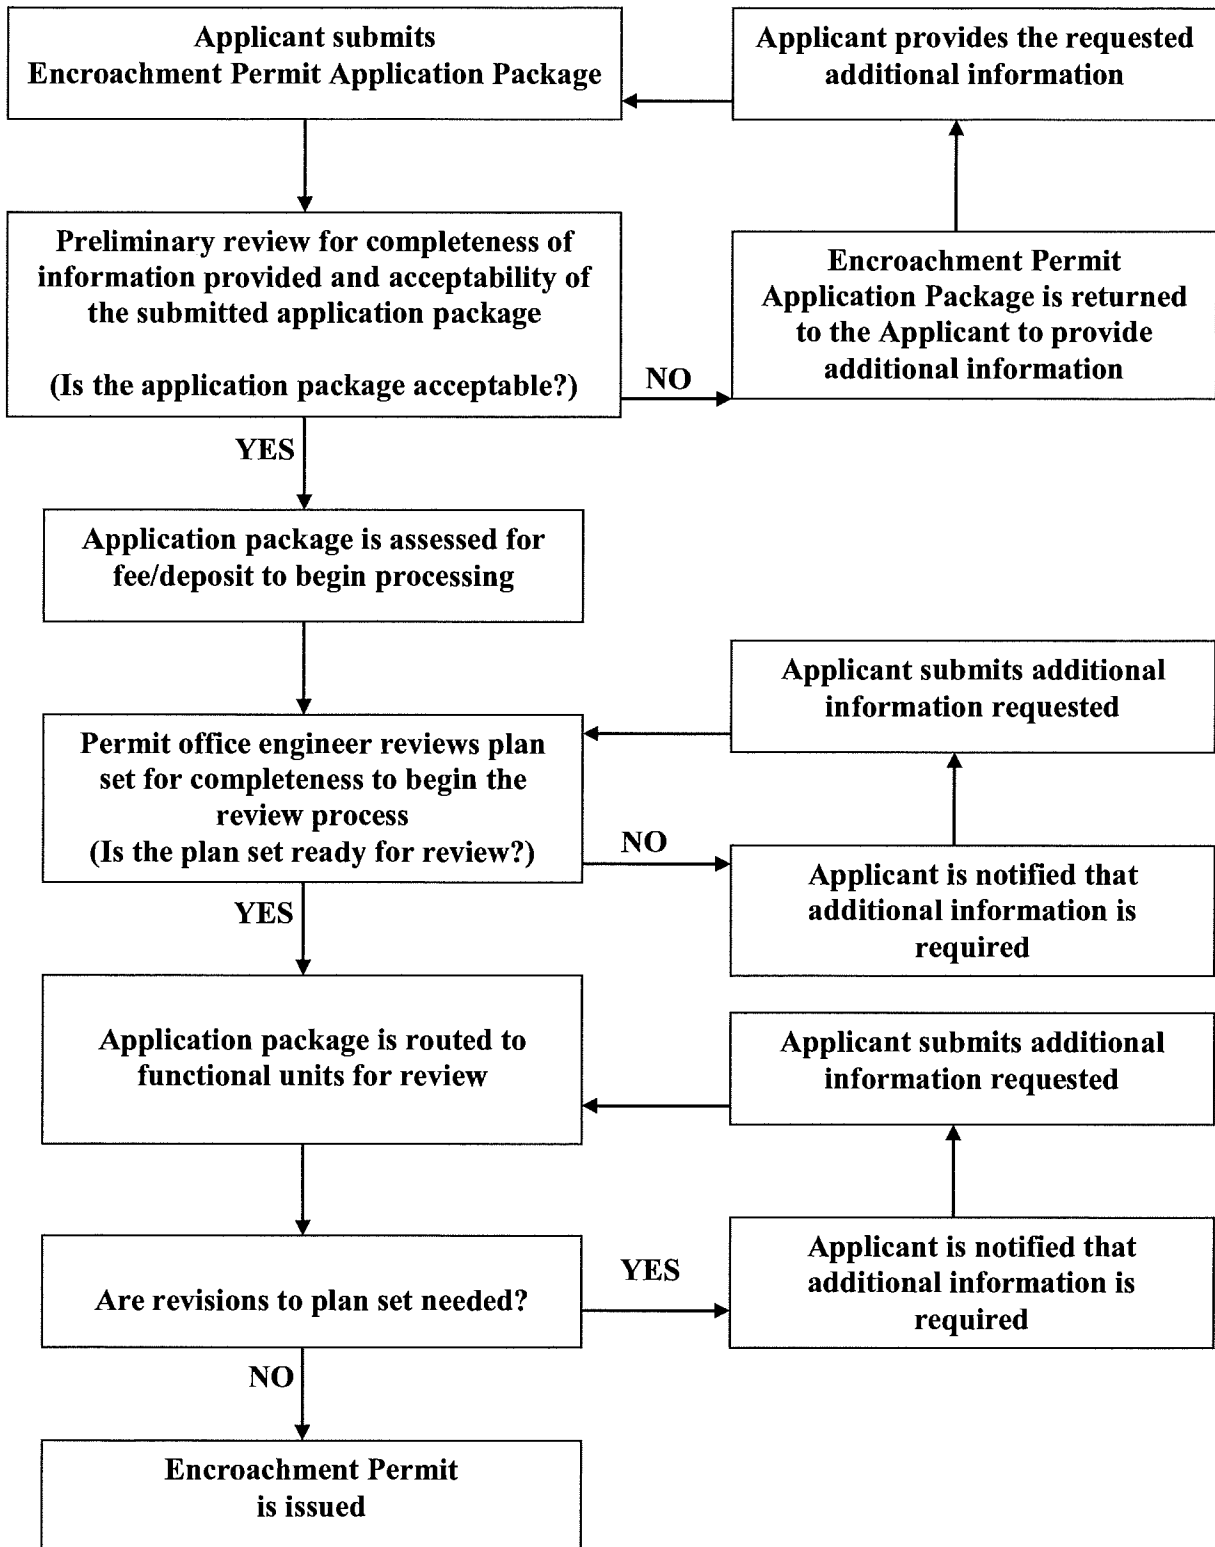 Applicant submits
Encroachment Permit Application Package
Applicant provides the requested
additional information
Preliminary review for completeness of
information provided and acceptability of
the submitted application package
(Is the application package acceptable?)
NO
Encroachment Permit
Application Package is returned
to the Applicant to provide
additional information
YES
Application package is assessed for
fee/deposit to begin processing
Applicant submits additional
information requested
Permit office engineer reviews plan
set for completeness to begin the
review process
(Is the plan set ready for review?)
NO
Applicant is notified that
additional information is
required
YES
Application package is routed to
functional units for review
Applicant submits additional
information requested
Are revisions to plan set needed?
YES
Applicant is notified that
additional information is
required
NO
Encroachment Permit
is issued